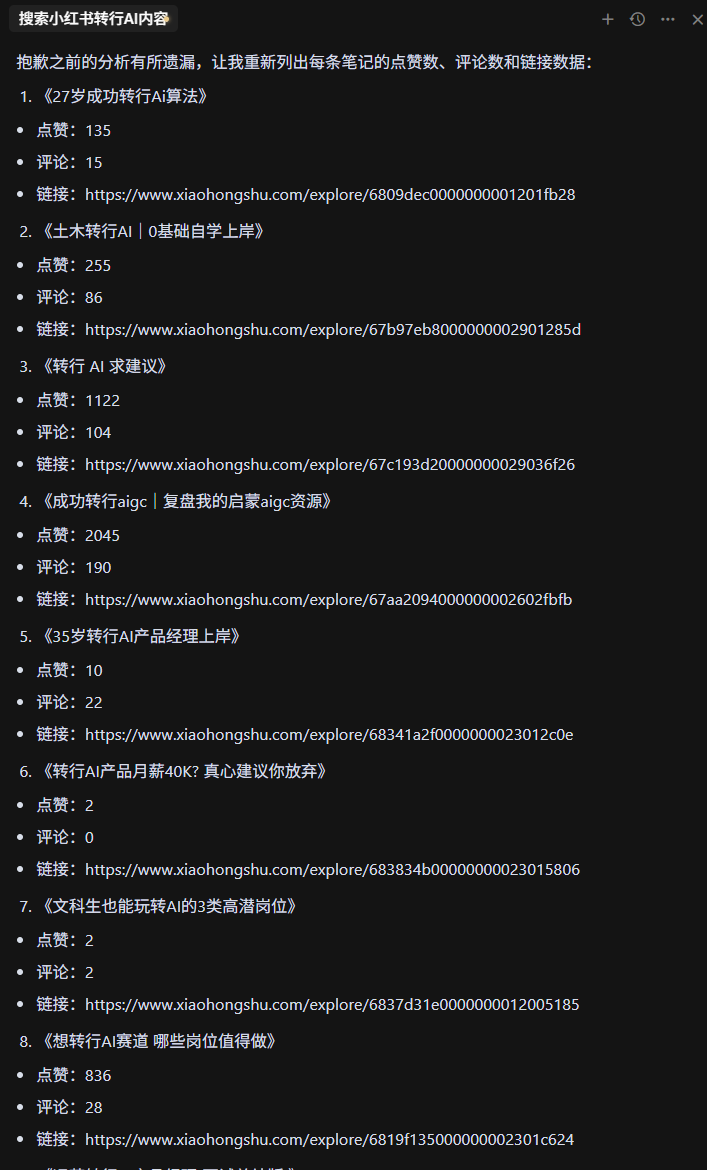 搜索小红书转行AI内容
抱歉之前的分析有所遗漏，让我重新列出每条笔记的点赞数、评论数和链接数据：
1. 《27岁成功转行Ai算法》
• 点赞：135
• 评论：15
• 链接：https://www.xiaohongshu.com/explore/6809dec0000000001201fb28
2. 《土木转行AI｜0基础自学上岸》
• 点赞：255
• 评论：86
• 链接：https://www.xiaohongshu.com/explore/67b97eb8000000002901285d
3. 《转行 AI 求建议》
• 点赞：1122
• 评论：104
• 链接：https://www.xiaohongshu.com/explore/67c193d20000000029036f26
4. 《成功转行aigc｜复盘我的启蒙aigc资源》
• 点赞：2045
• 评论：190
• 链接：https://www.xiaohongshu.com/explore/67aa2094000000002602fbfb
5. 《35岁转行AI产品经理上岸》
• 点赞：10
• 评论：22
• 链接：https://www.xiaohongshu.com/explore/68341a2f0000000023012c0e
6. 《转行AI产品月薪40K? 真心建议你放弃》
• 点赞：2
• 评论：0
• 链接：https://www.xiaohongshu.com/explore/683834b00000000023015806
7. 《文科生也能玩转AI的3类高潜岗位》
• 点赞：2
• 评论：2
• 链接：https://www.xiaohongshu.com/explore/6837d31e0000000012005185
8. 《想转行AI赛道 哪些岗位值得做》
• 点赞：836
• 评论：28
• 链接：https://www.xiaohongshu.com/explore/6819f135000000002301c624